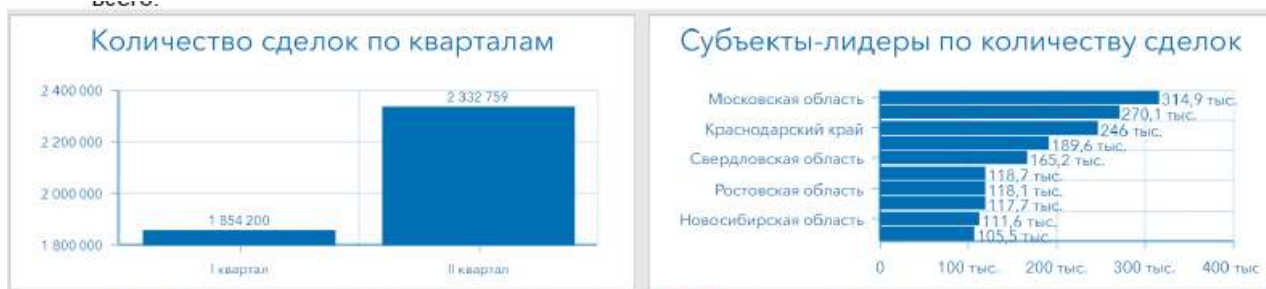 всего.
Количество сделок по кварталам
2 400 000
2 332 759
2 200 000
2 000 000
1 854 200
1 800 000
I квартал
II квартал
Субъекты-лидеры по количеству сделок
Московская область
314,9 тыс.
270,1 тыс.
Краснодарский край
246 тыс.
189,6 тыс.
Свердловская область
165,2 тыс.
118,7 тыс.
Ростовская область
118,1 тыс.
117,7 тыс.
Новосибирская область
111,6 тыс.
105,5 тыс.
0
100 тыс.
200 тыс.
300 тыс.
400 тыс